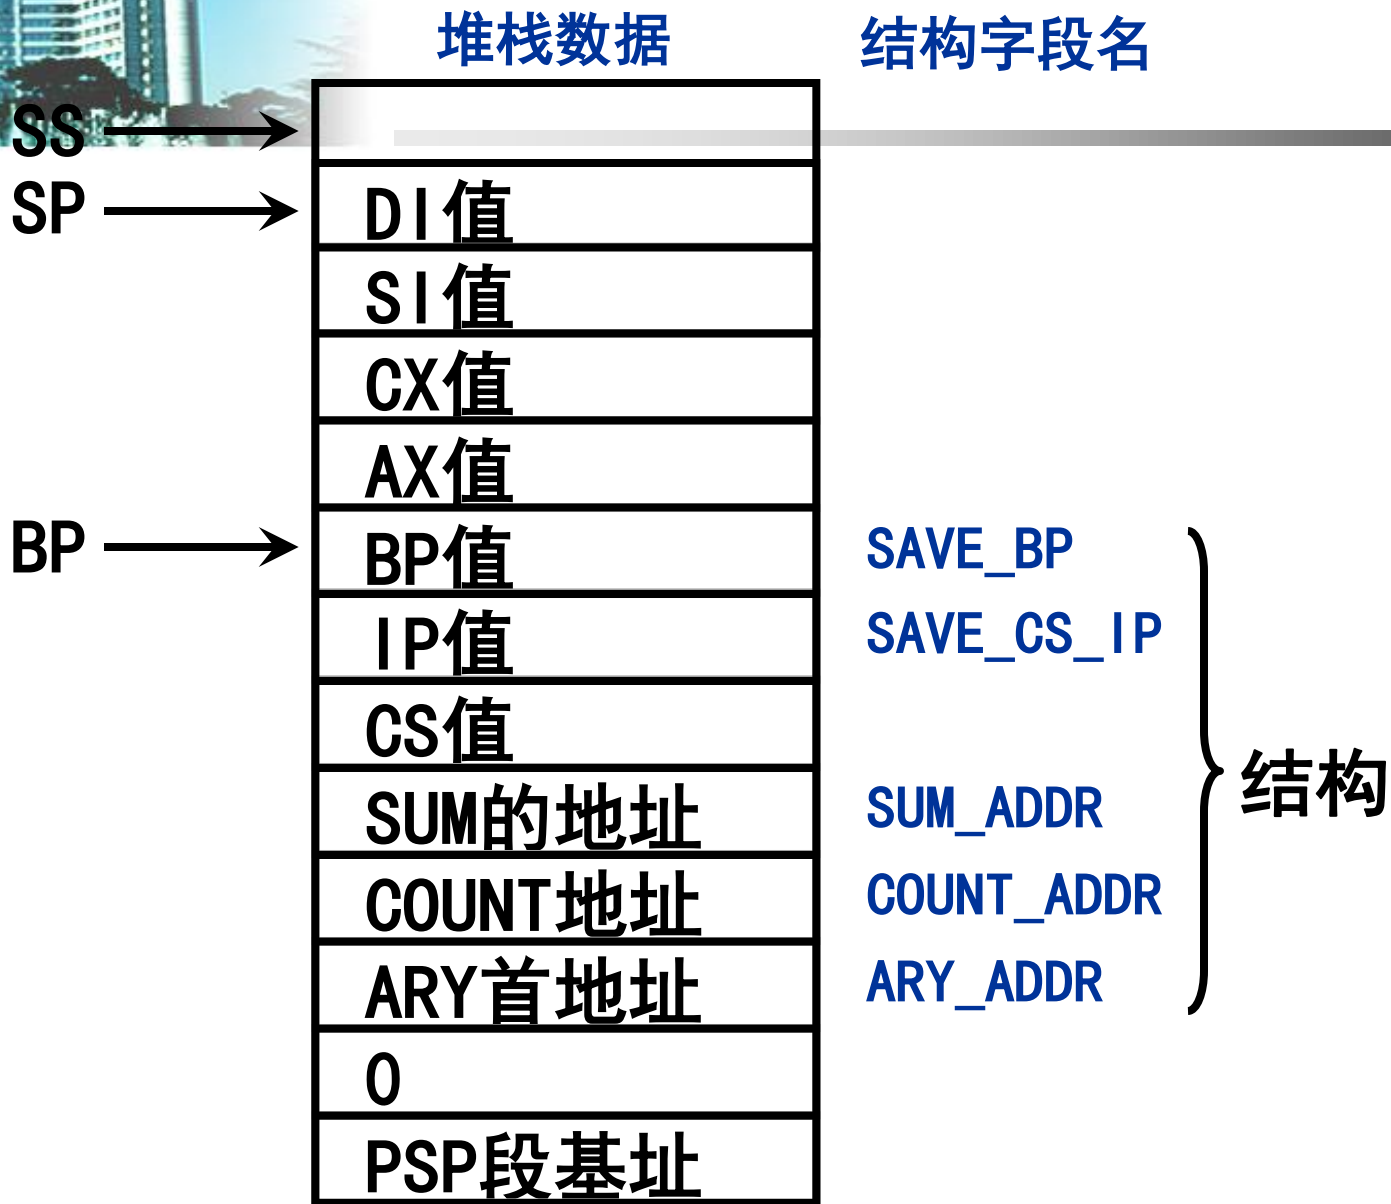 堆栈数据 结构字段名
SS
SP DI值
SI值
CX值
AX值
BP BP值 SAVE_BP
IP值 SAVE_CS_IP
CS值
结构
SUM的地址 SUM_ADDR
COUNT地址 COUNT_ADDR
ARY首地址 ARY_ADDR
0
PSP段基址